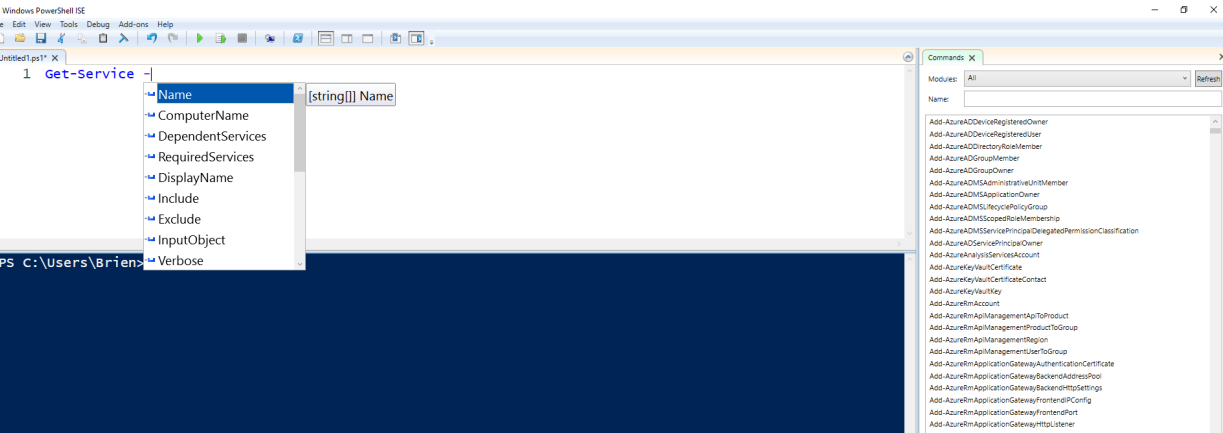 Windows PowerShell ISE
Edit View Tools Debug Add-ons Help
Untitled1.ps1* X
1 Get-Service -
Name
[string[]] Name
ComputerName
DependentServices
RequiredServices
DisplayName
Include
Exclude
InputObject
Verbose
PS C:\Users\Brien>
Commands X
Modules: All Refresh
Name:
Add-AzureADDeviceRegisteredOwner
Add-AzureADDeviceRegisteredUser
Add-AzureADDirectoryRoleMember
Add-AzureADGroupMember
Add-AzureADGroupOwner
Add-AzureADMSAdministrativeUnitMember
Add-AzureADMSApplicationOwner
Add-AzureADMSLifecyclePolicyGroup
Add-AzureADMSScopedRoleMembership
Add-AzureADMSServicePrincipalDelegatedPermissionClassification
Add-AzureADServicePrincipalOwner
Add-AzureAnalysisServicesAccount
Add-AzureKeyVaultCertificate
Add-AzureKeyVaultCertificateContact
Add-AzureKeyVaultKey
Add-AzureRmAccount
Add-AzureRmApiManagementApiToProduct
Add-AzureRmApiManagementProductToGroup
Add-AzureRmApiManagementRegion
Add-AzureRmApiManagementUserToGroup
Add-AzureRmApplicationGatewayAuthenticationCertificate
Add-AzureRmApplicationGatewayBackendAddressPool
Add-AzureRmApplicationGatewayBackendHttpSettings
Add-AzureRmApplicationGatewayFrontendIPConfig
Add-AzureRmApplicationGatewayFrontendPort
Add-AzureRmApplicationGatewayHttpListener